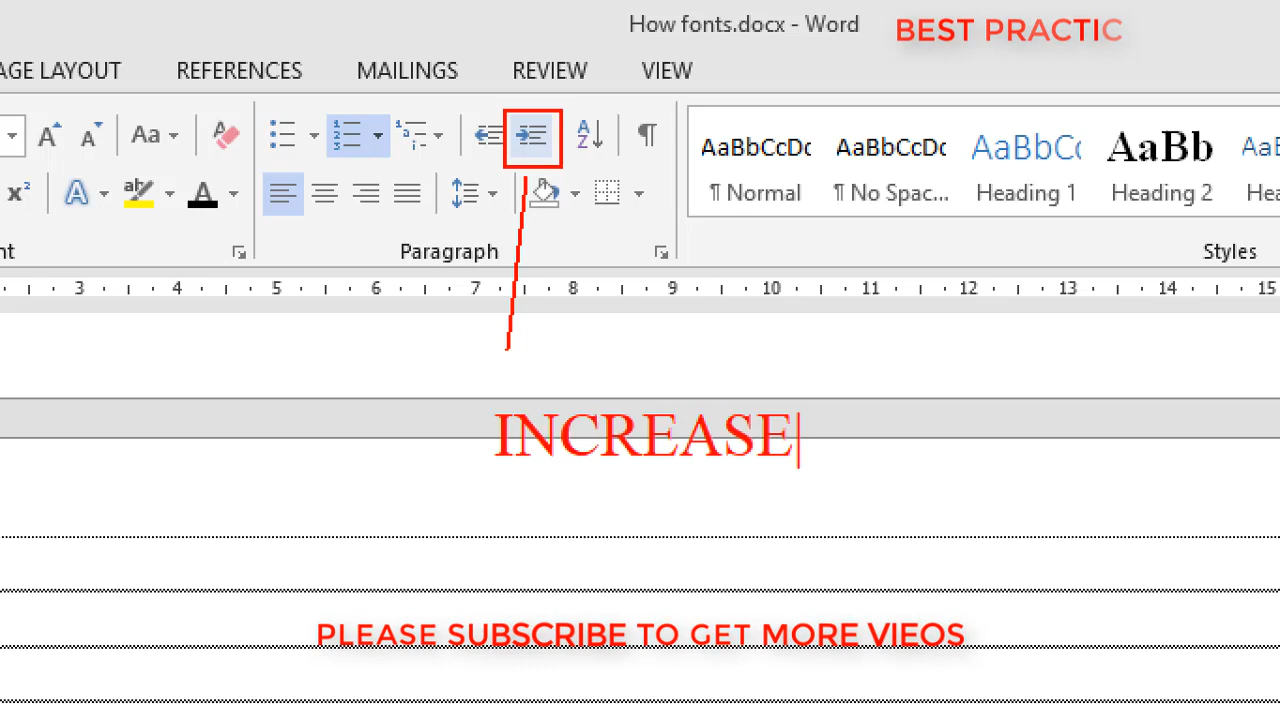 How fonts.docx - Word
BEST PRACTIC
AGE LAYOUT REFERENCES MAILINGS REVIEW VIEW
AaBbCcDc AaBbCcDc AaBbCc AaBb AaB
¶ Normal ¶ No Spac... Heading 1 Heading 2 Hea
nt Paragraph Styles
3 4 5 6 7 8 9 10 11 12 13 14 15
INCREASE
PLEASE SUBSCRIBE TO GET MORE VIEOS